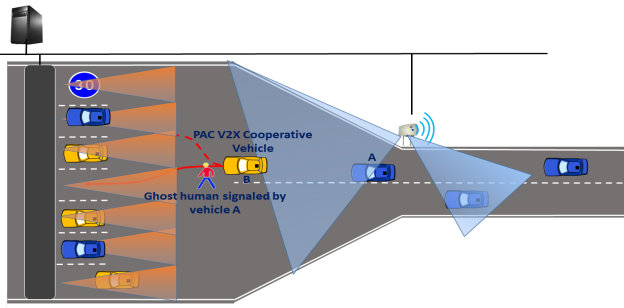 30
PAC V2X Cooperative
Vehicle
A
B
Ghost human signaled by
vehicle A